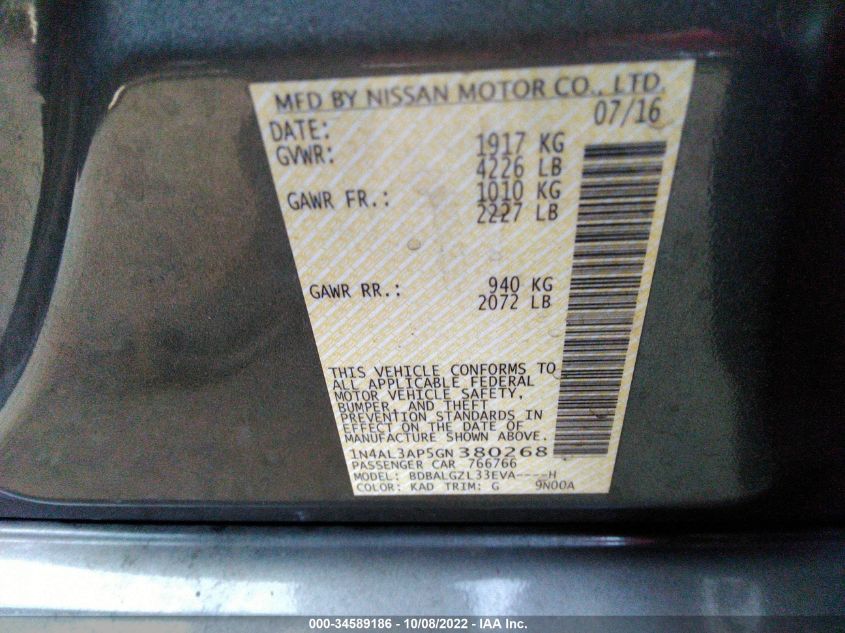 MFD BY NISSAN MOTOR CO., LTD.
DATE: 07/16
GVWR: 1917 KG
4226 LB
GAWR FR.: 1010 KG
2227 LB
GAWR RR.: 940 KG
2072 LB
THIS VEHICLE CONFORMS TO
ALL APPLICABLE FEDERAL
MOTOR VEHICLE SAFETY,
BUMPER, AND THEFT
PREVENTION STANDARDS IN
EFFECT ON THE DATE OF
MANUFACTURE SHOWN ABOVE.
1N4AL3AP5GN 380268
PASSENGER CAR 766766
MODEL: BDBALGZL33EVA----H
COLOR: KAD TRIM: G 9N00A
000-34589186 - 10/08/2022 - IAA Inc.